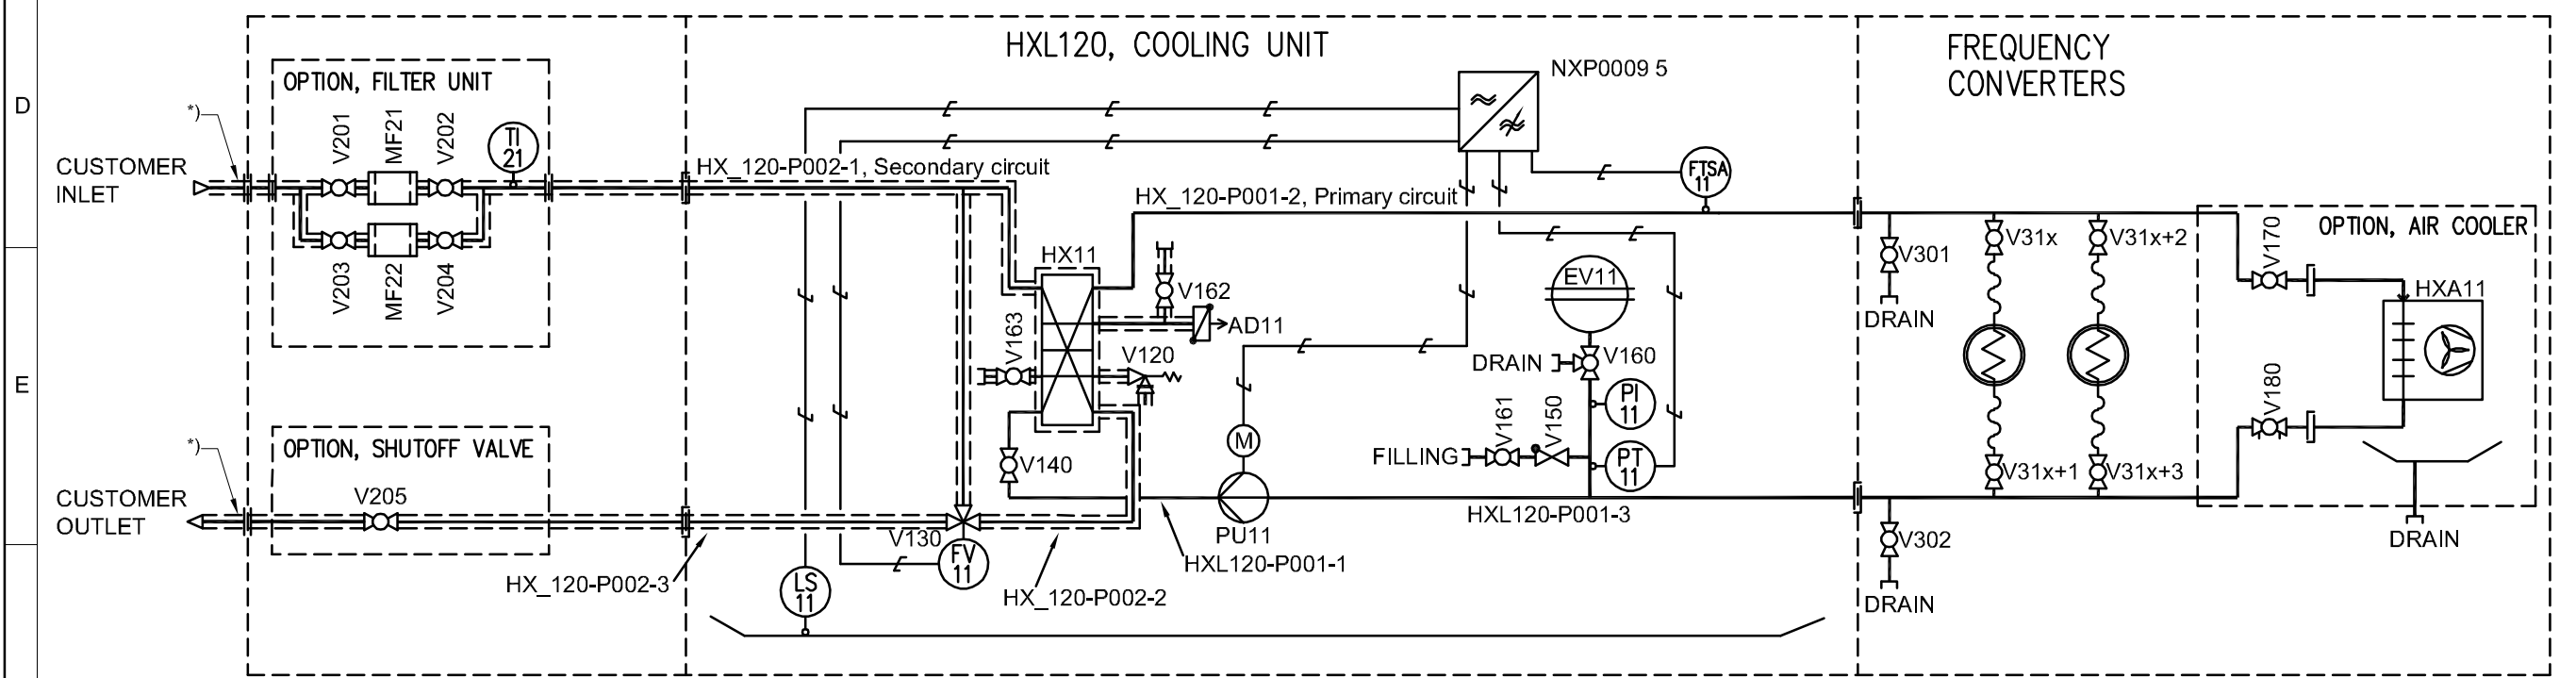 HXL120, COOLING UNIT
FREQUENCY
CONVERTERS
D
OPTION, FILTER UNIT
NXP0009 5
*)
V201
MF21
V202
TI
21
CUSTOMER
INLET
HX_120-P002-1, Secondary circuit
HX_120-P001-2, Primary circuit
FTSA
11
V203
MF22
V204
HX11
V162
V163
AD11
V120
EV11
DRAIN
V160
PI
11
V301
DRAIN
V31x
V31x+2
V170
OPTION, AIR COOLER
HXA11
E
V180
*)
OPTION, SHUTOFF VALVE
V140
M
FILLING
V161
V150
PT
11
V31x+1
V31x+3
CUSTOMER
OUTLET
V205
V130
FV
11
PU11
HXL120-P001-3
HXL120-P001-1
V302
DRAIN
DRAIN
HX_120-P002-3
LS
11
HX_120-P002-2